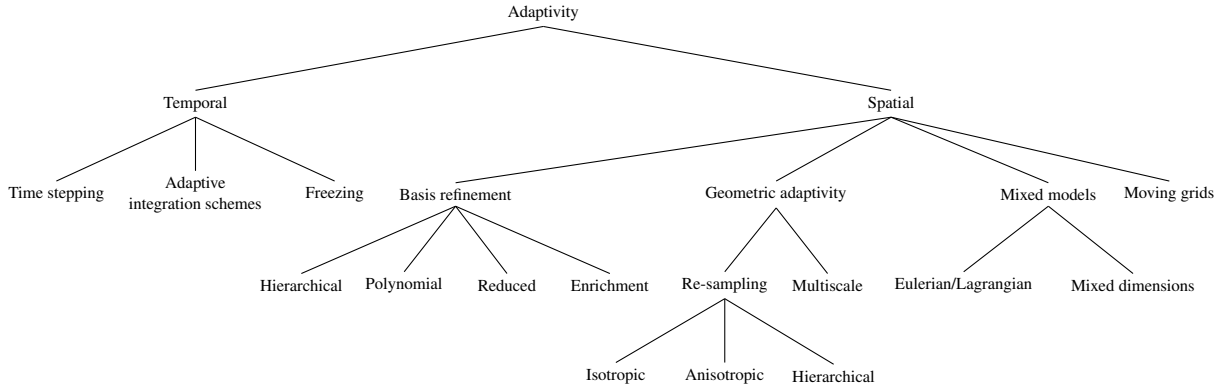 Adaptivity
Temporal
Spatial
Time stepping
Adaptive
integration schemes
Freezing
Basis refinement
Geometric adaptivity
Mixed models
Moving grids
Hierarchical
Polynomial
Reduced
Enrichment
Re-sampling
Multiscale
Eulerian/Lagrangian
Mixed dimensions
Isotropic
Anisotropic
Hierarchical